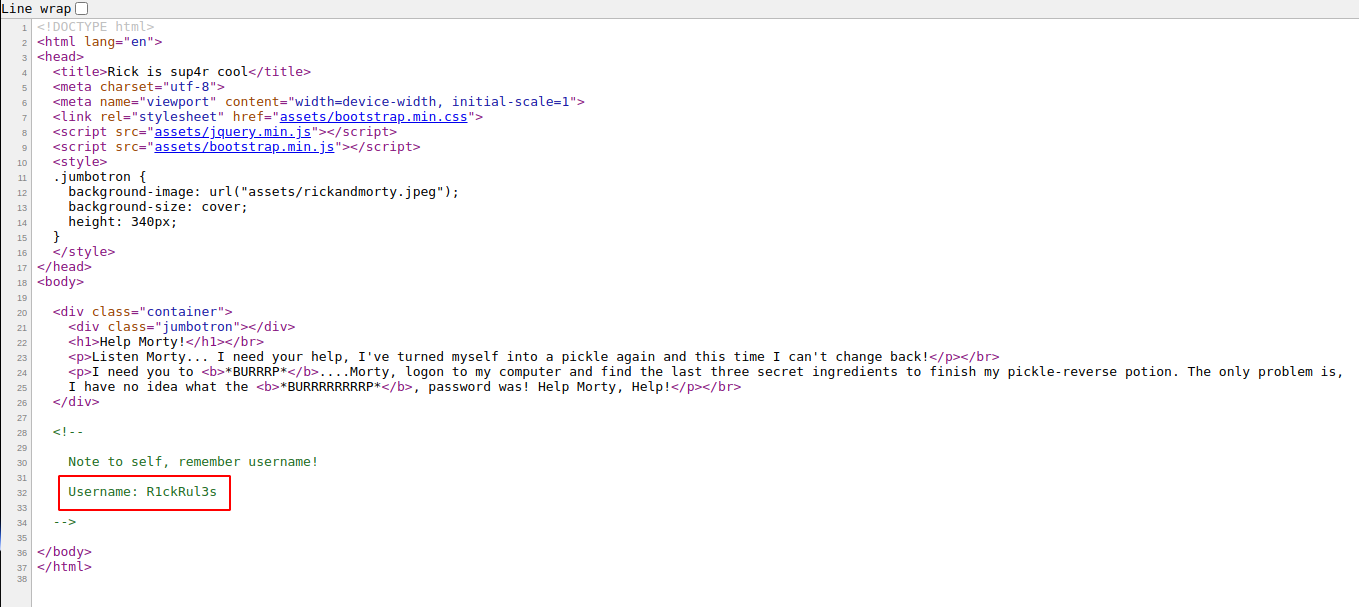 Line wrap
1 <!DOCTYPE html>
2 <html lang="en">
3 <head>
4   <title>Rick is sup4r cool</title>
5   <meta charset="utf-8">
6   <meta name="viewport" content="width=device-width, initial-scale=1">
7   <link rel="stylesheet" href="assets/bootstrap.min.css">
8   <script src="assets/jquery.min.js"></script>
9   <script src="assets/bootstrap.min.js"></script>
10   <style>
11   .jumbotron {
12     background-image: url("assets/rickandmorty.jpeg");
13     background-size: cover;
14     height: 340px;
15   }
16   </style>
17 </head>
18 <body>
19
20   <div class="container">
21     <div class="jumbotron"></div>
22     <h1>Help Morty!</h1></br>
23     <p>Listen Morty... I need your help, I've turned myself into a pickle again and this time I can't change back!</p></br>
24     <p>I need you to <b>*BURRRP*</b>....Morty, logon to my computer and find the last three secret ingredients to finish my pickle-reverse potion. The only problem is,
25     I have no idea what the <b>*BURRRRRRRRP*</b>, password was! Help Morty, Help!</p></br>
26   </div>
27
28   <!--
29
30     Note to self, remember username!
31
32     Username: R1ckRul3s
33
34   -->
35
36 </body>
37 </html>
38